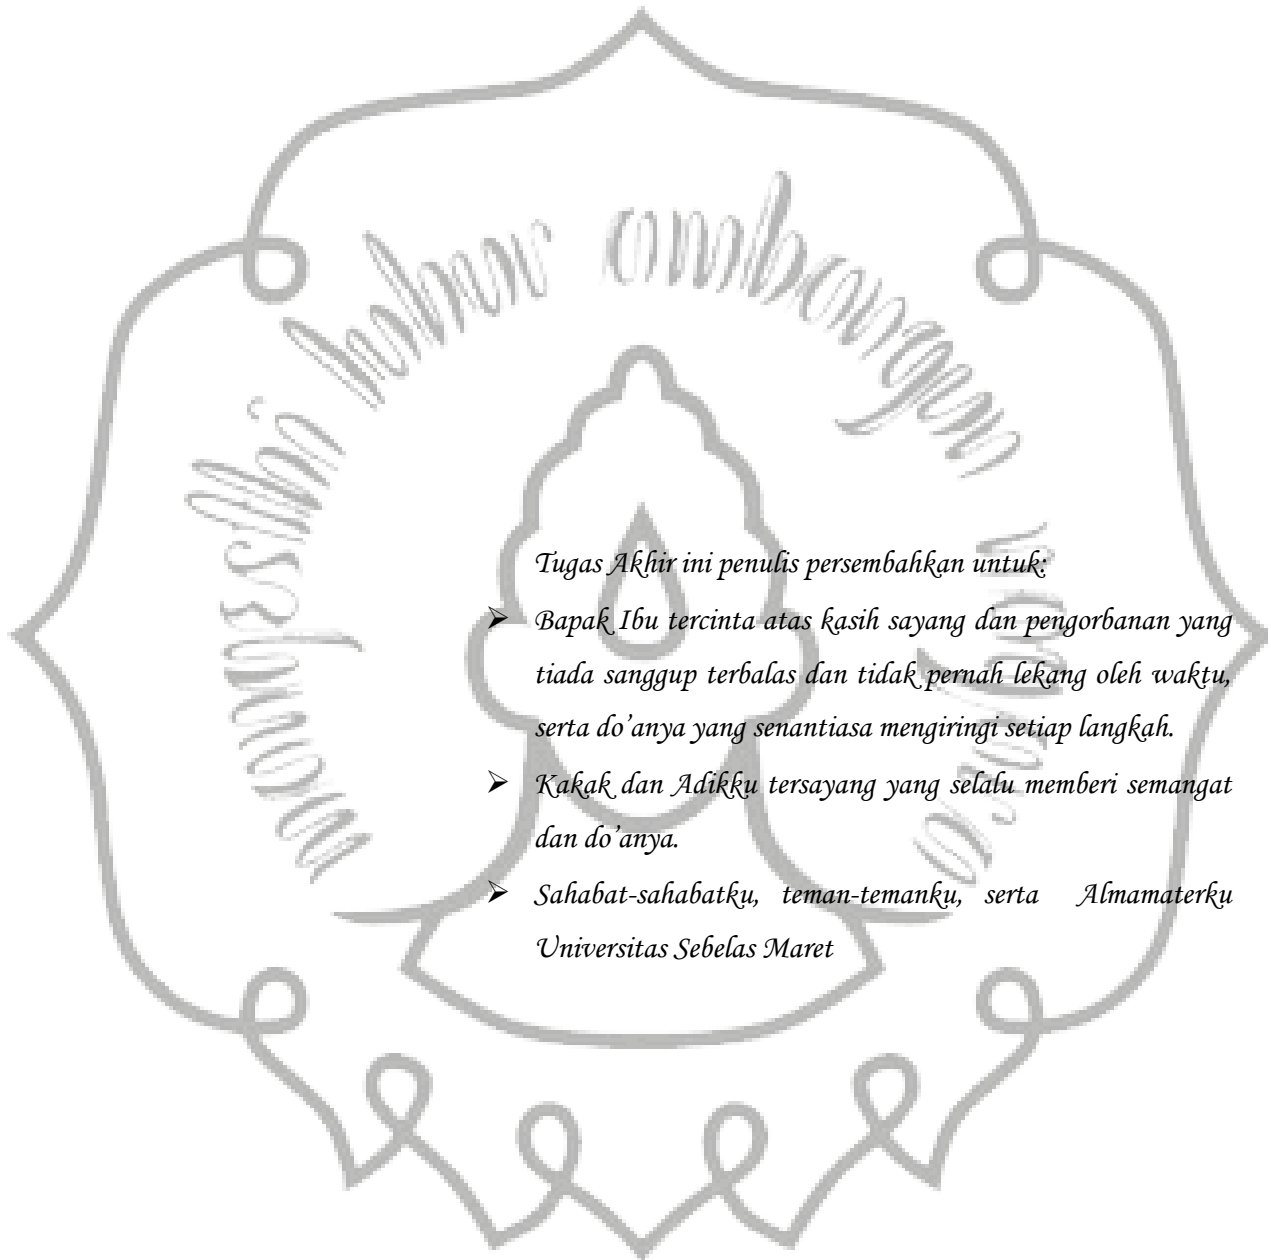 Tugas Akhir ini penulis persembahkan untuk:
➢ Bapak Ibu tercinta atas kasih sayang dan pengorbanan yang
tiada sanggup terbalas dan tidak pernah lekang oleh waktu,
serta do’anya yang senantiasa mengiringi setiap langkah.
➢ Kakak dan Adikku tersayang yang selalu memberi semangat
dan do’anya.
➢ Sahabat-sahabatku, teman-temanku, serta Almamaterku
Universitas Sebelas Maret